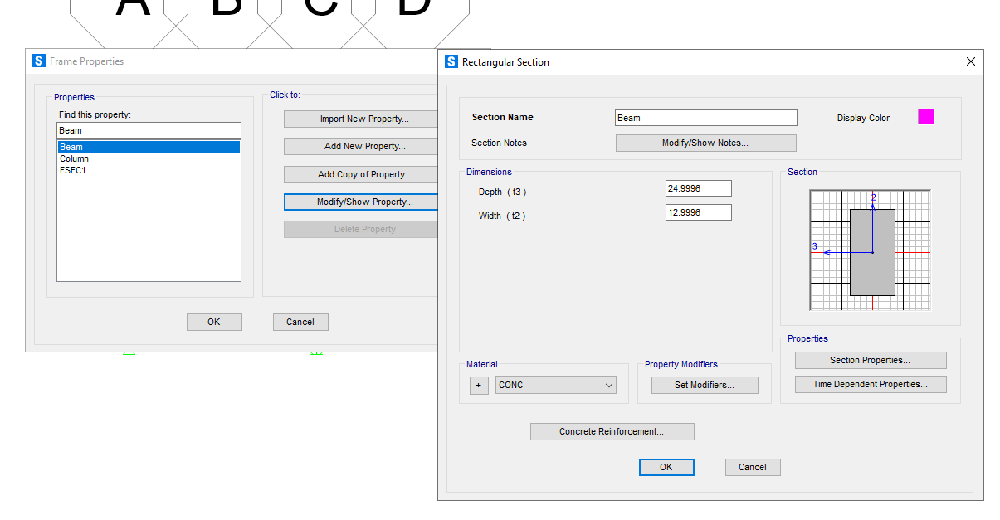 A B C D
S Frame Properties
Properties
Find this property:
Beam
Beam
Column
FSEC1
Click to:
Import New Property...
Add New Property...
Add Copy of Property...
Modify/Show Property...
Delete Property
OK
Cancel
S Rectangular Section
Section Name
Beam
Display Color
Section Notes
Modify/Show Notes...
Dimensions
Depth ( t3 )
24.9996
Width ( t2 )
12.9996
Section
2
3
Properties
Section Properties...
Time Dependent Properties...
Material
+
CONC
Property Modifiers
Set Modifiers...
Concrete Reinforcement...
OK
Cancel